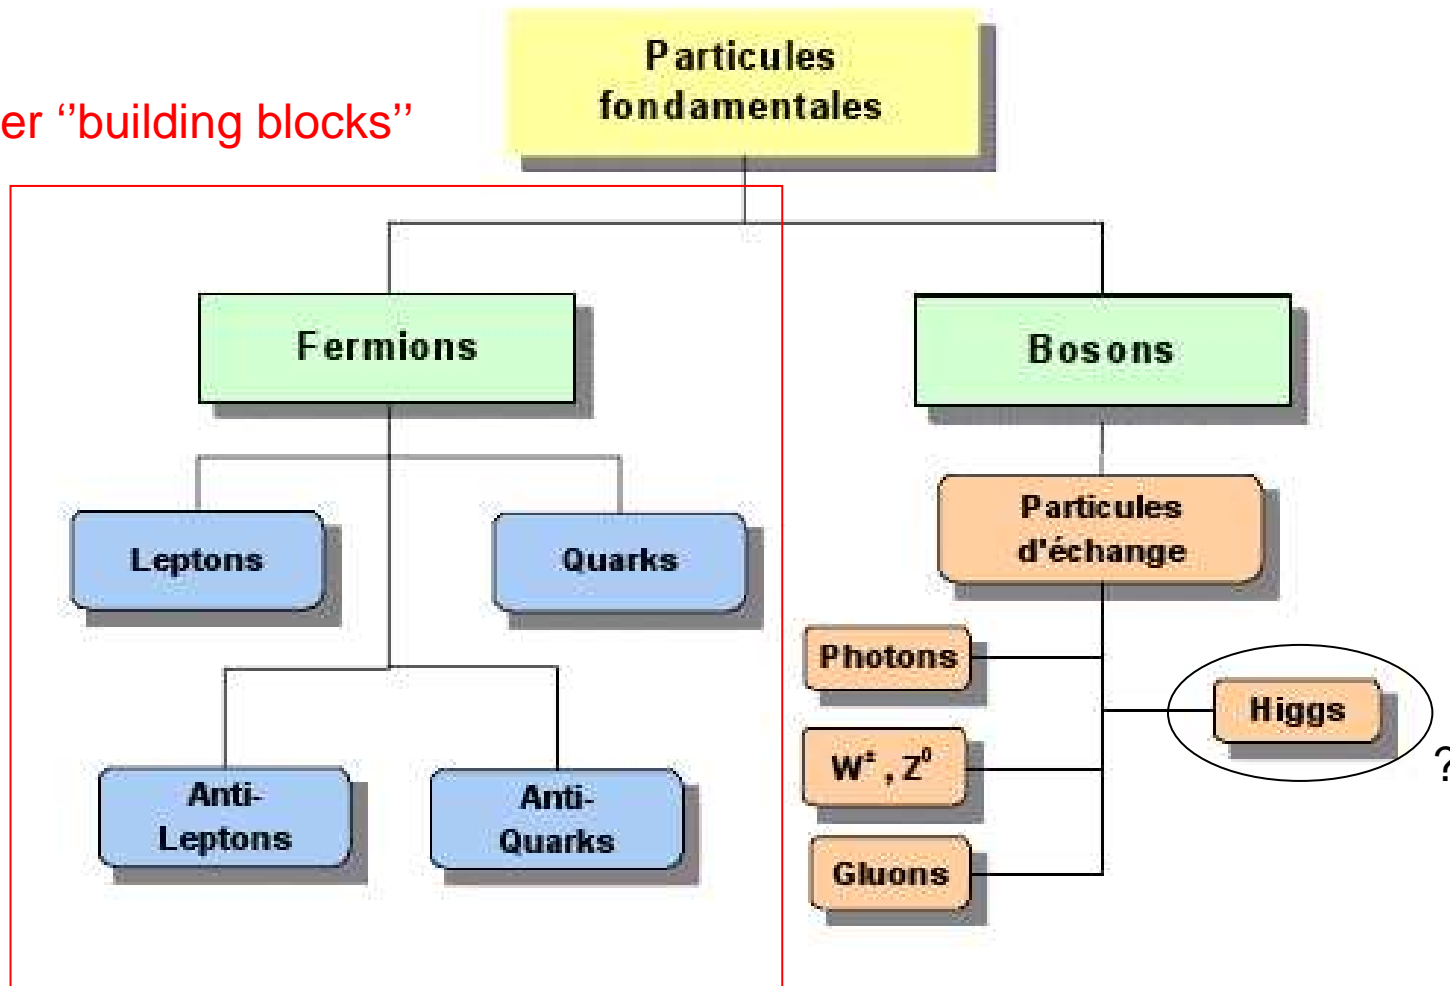 Particules
fondamentales
er ‘’building blocks’’
Fermions
Bosons
Leptons
Quarks
Particules
d'échange
Photons
Higgs
?
W± , Z⁰
Anti-
Leptons
Anti-
Quarks
Gluons